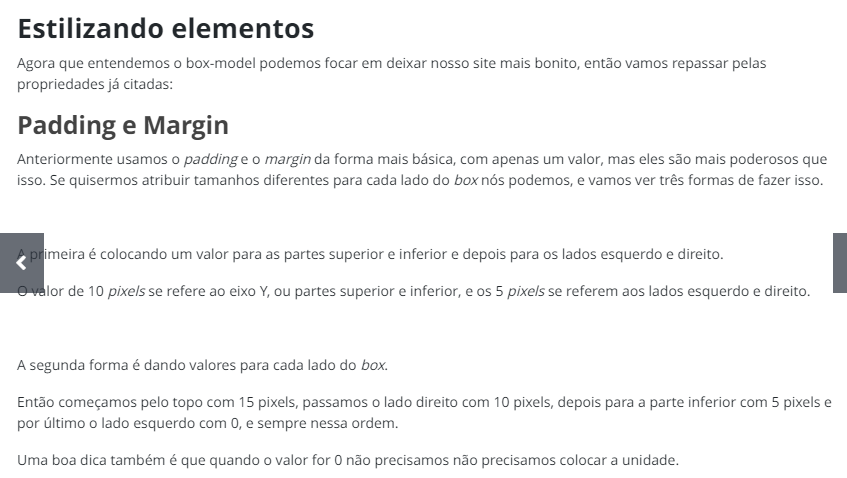 Estilizando elementos
Agora que entendemos o box-model podemos focar em deixar nosso site mais bonito, então vamos repassar pelas
propriedades já citadas:
Padding e Margin
Anteriormente usamos o padding e o margin da forma mais básica, com apenas um valor, mas eles são mais poderosos que
isso. Se quisermos atribuir tamanhos diferentes para cada lado do box nós podemos, e vamos ver três formas de fazer isso.
A primeira é colocando um valor para as partes superior e inferior e depois para os lados esquerdo e direito.
O valor de 10 pixels se refere ao eixo Y, ou partes superior e inferior, e os 5 pixels se referem aos lados esquerdo e direito.
A segunda forma é dando valores para cada lado do box.
Então começamos pelo topo com 15 pixels, passamos o lado direito com 10 pixels, depois para a parte inferior com 5 pixels e
por último o lado esquerdo com 0, e sempre nessa ordem.
Uma boa dica também é que quando o valor for 0 não precisamos não precisamos colocar a unidade.